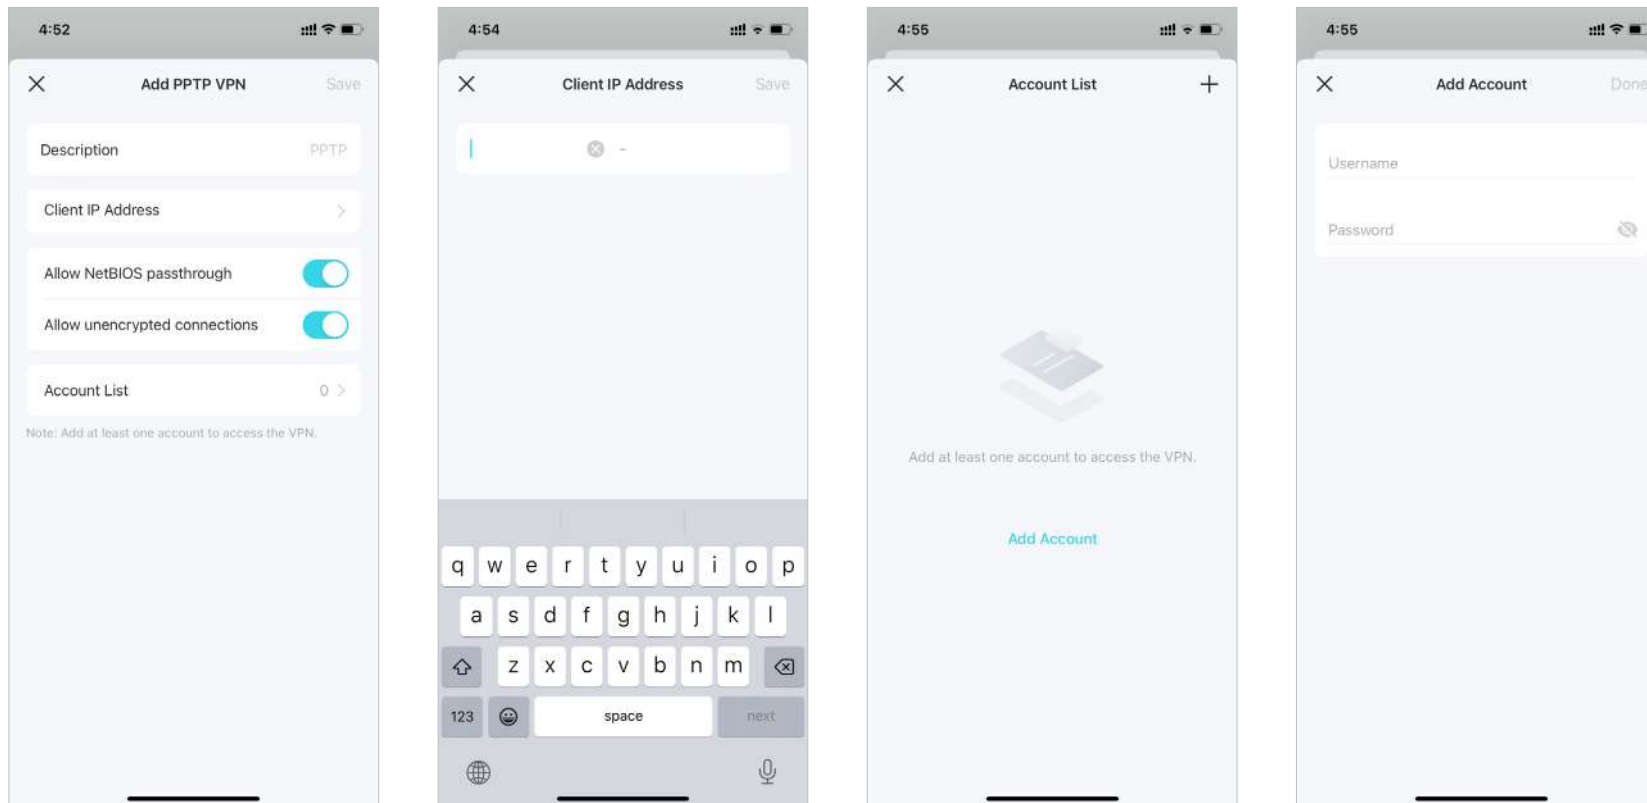 4:52
Add PPTP VPN
Save
Description
PPTP
Client IP Address
Allow NetBIOS passthrough
Allow unencrypted connections
Account List
0
Note: Add at least one account to access the VPN.
4:54
Client IP Address
Save
-
q w e r t y u i o p
a s d f g h j k l
z x c v b n m
123
space
next
4:55
Account List
Add at least one account to access the VPN.
Add Account
4:55
Add Account
Done
Username
Password